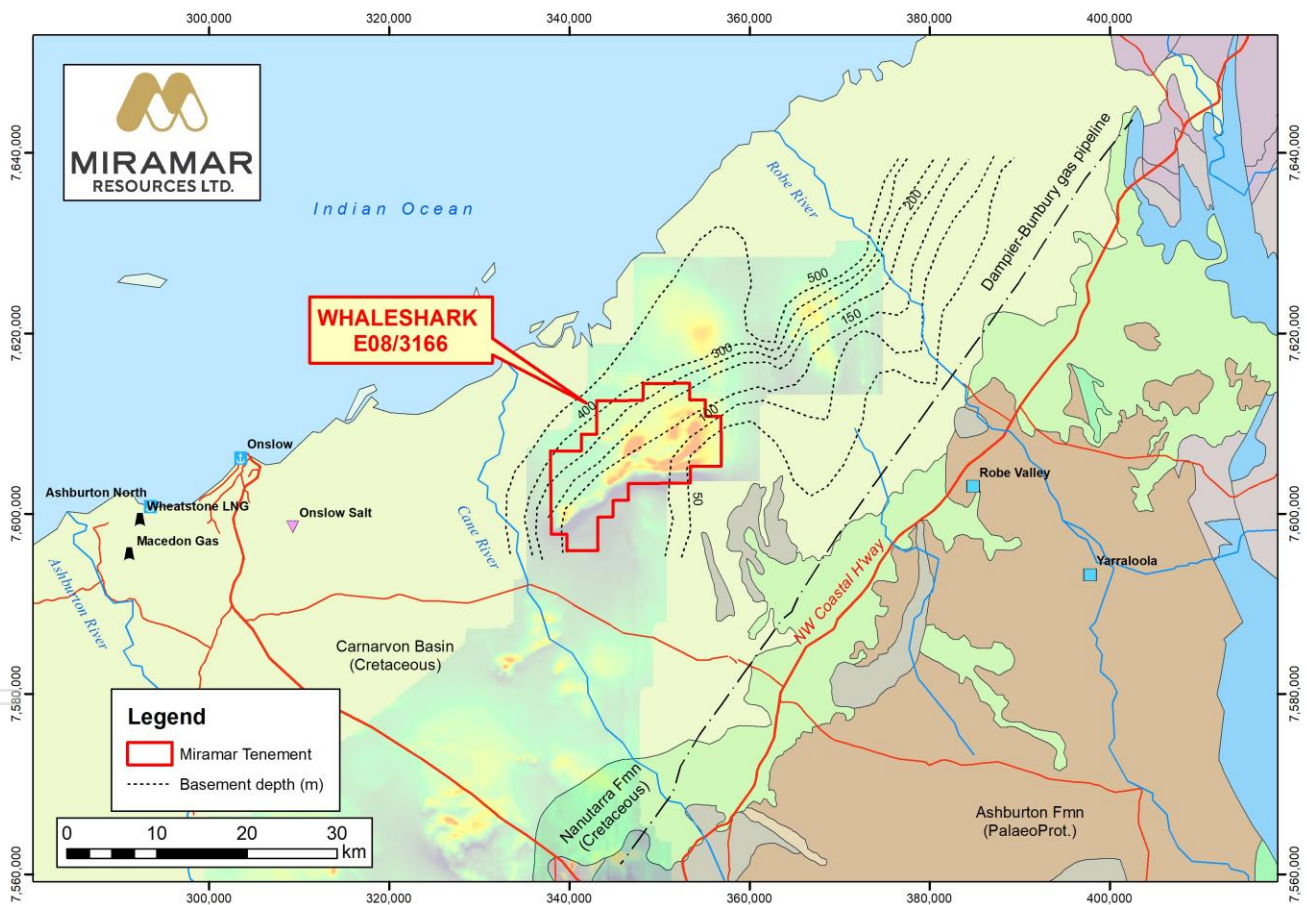 300,000
320,000
340,000
360,000
380,000
400,000
7,640,000
7,640,000
MIRAMAR
RESOURCES LTD.
Indian Ocean
Robe River
Dampier-Bunbury gas pipeline
200
500
150
7,620,000
7,620,000
WHALESHARK
E08/3166
300
400
100
50
Onslow
Ashburton North
Wheatstone LNG
Onslow Salt
Macedon Gas
Ashburton River
Cane River
Robe Valley
Yarraloola
7,600,000
7,600,000
NW Coastal H'way
Carnarvon Basin
(Cretaceous)
7,580,000
7,580,000
Legend
Miramar Tenement
Basement depth (m)
0 10 20 30
km
Nanutarra Fmn
(Cretaceous)
Ashburton Fmn
(PalaeoProt.)
7,560,000
7,560,000
300,000
320,000
340,000
360,000
380,000
400,000